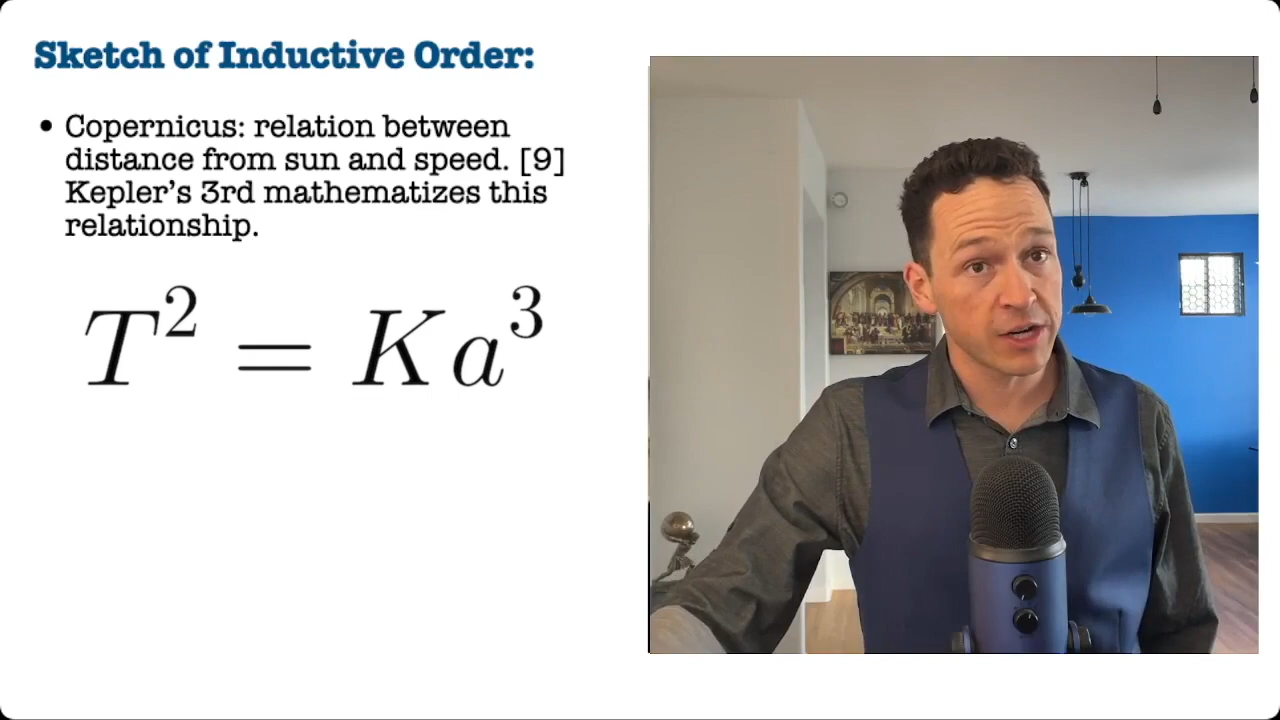 Sketch of Inductive Order:
• Copernicus: relation between
distance from sun and speed. [9]
Kepler’s 3rd mathematizes this
relationship.
T² = Ka³